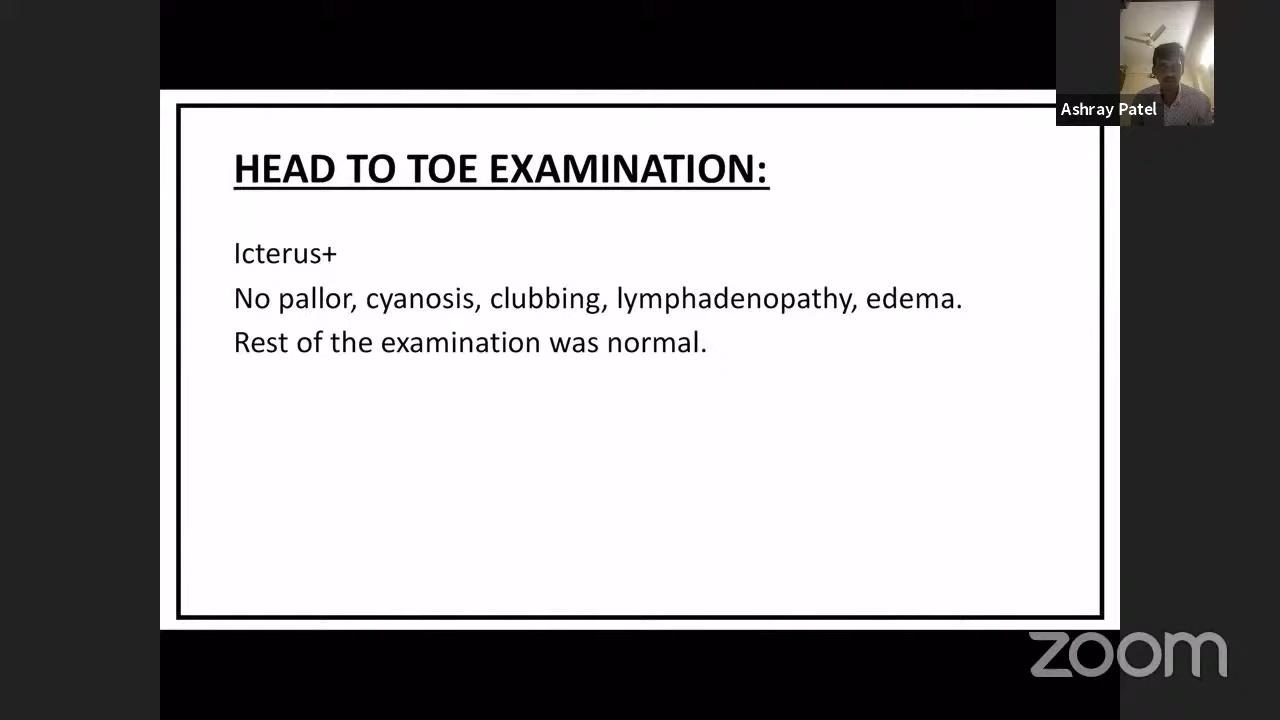 Ashray Patel
HEAD TO TOE EXAMINATION:
Icterus+
No pallor, cyanosis, clubbing, lymphadenopathy, edema.
Rest of the examination was normal.
zoom